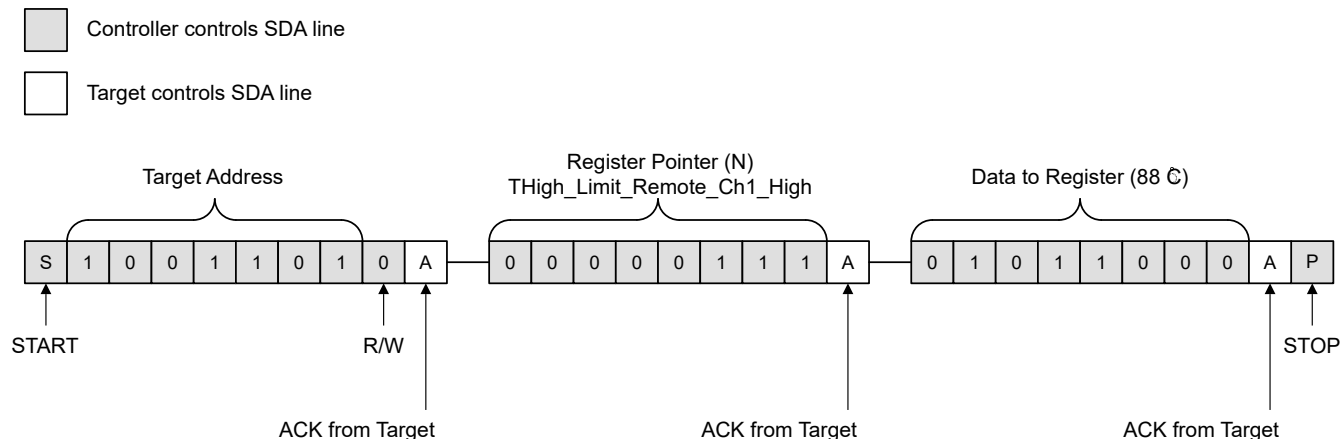 Controller controls SDA line
Target controls SDA line
Target Address
Register Pointer (N)
THigh_Limit_Remote_Ch1_High
Data to Register (88 C)
S 1 0 0 1 1 0 1 0 A 0 0 0 0 0 1 1 1 A 0 1 0 1 1 0 0 0 A P
START R/W STOP
ACK from Target ACK from Target ACK from Target